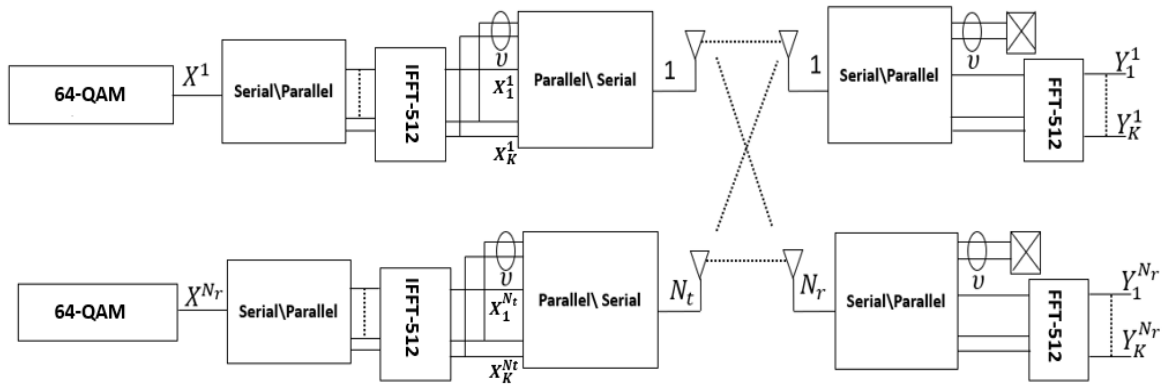 64-QAM
X^1
Serial\Parallel
IFFT-512
υ
X_1^1
X_K^1
Parallel\ Serial
1
1
Serial\Parallel
υ
FFT-512
Y_1^1
Y_K^1
64-QAM
X^{N_r}
Serial\Parallel
IFFT-512
υ
X_1^{N_t}
X_K^{N_t}
Parallel\ Serial
N_t
N_r
Serial\Parallel
υ
FFT-512
Y_1^{N_r}
Y_K^{N_r}